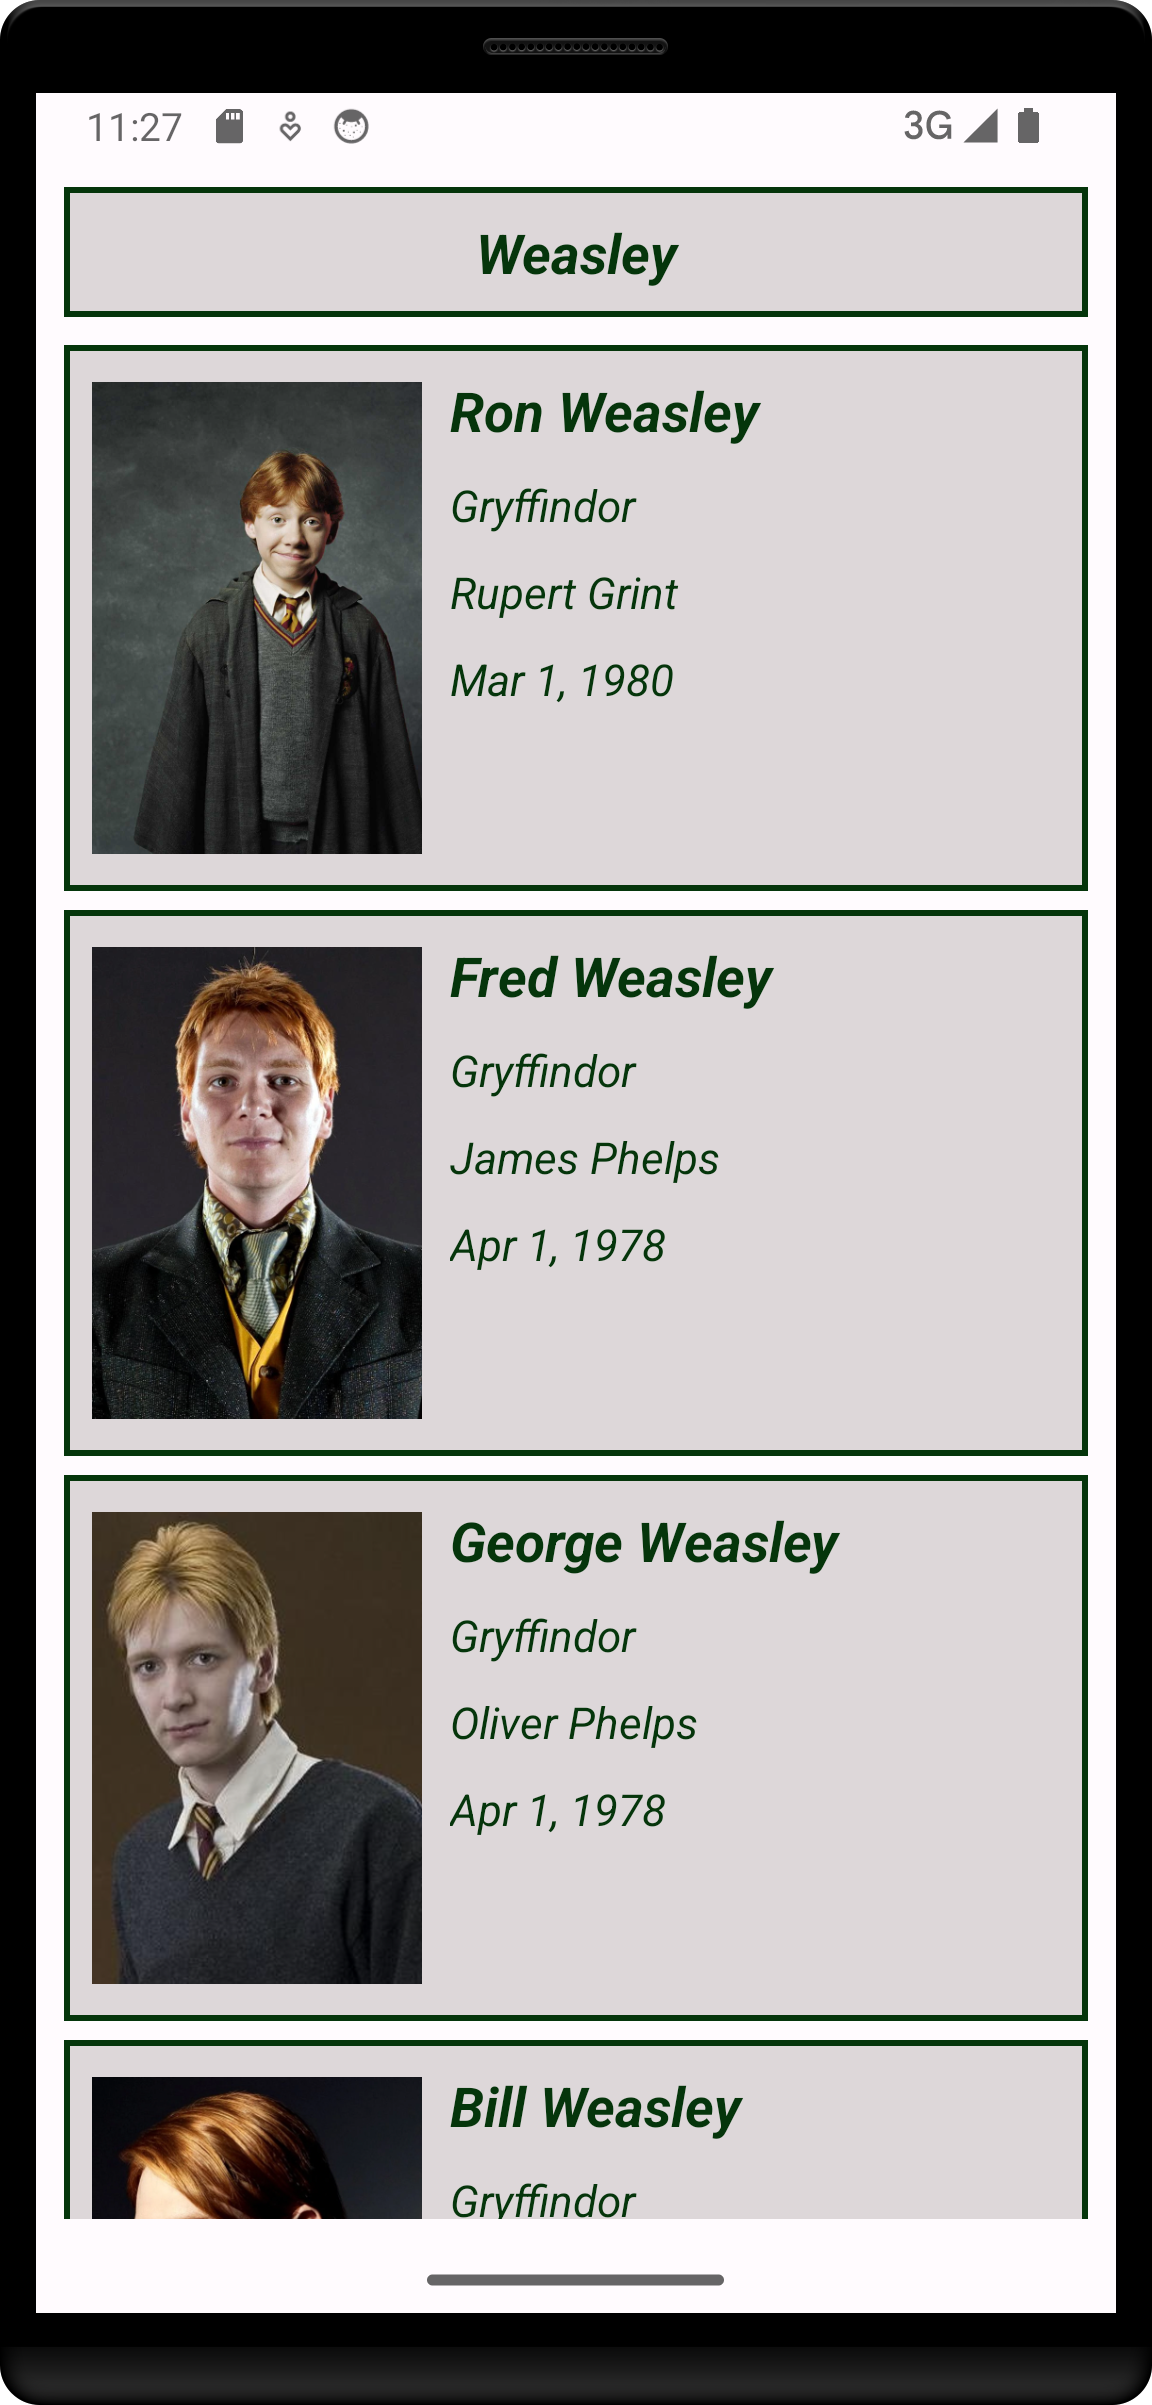 11:27
3G
Weasley
Ron Weasley
Gryffindor
Rupert Grint
Mar 1, 1980
Fred Weasley
Gryffindor
James Phelps
Apr 1, 1978
George Weasley
Gryffindor
Oliver Phelps
Apr 1, 1978
Bill Weasley
Gryffindor